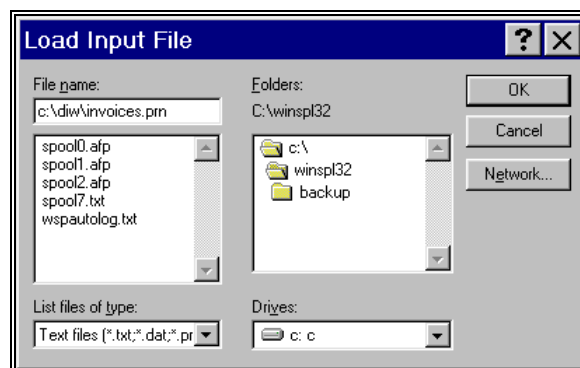 Load Input File
File name:
c:\diw\invoices.prn
spool0.afp
spool1.afp
spool2.afp
spool7.txt
wspautolog.txt
List files of type:
Text files (*.txt;*.dat;*.pr
Folders:
C:\winspl32
c:\
winspl32
backup
Drives:
c: c
OK
Cancel
Network...